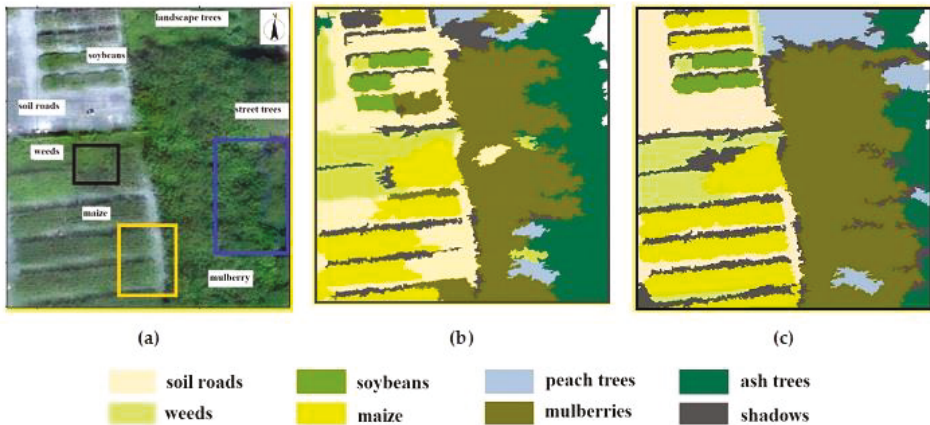 landscape trees
N
soybeans
soil roads
street trees
weeds
maize
mulberry
(a)
(b)
(c)
soil roads
soybeans
peach trees
ash trees
weeds
maize
mulberries
shadows